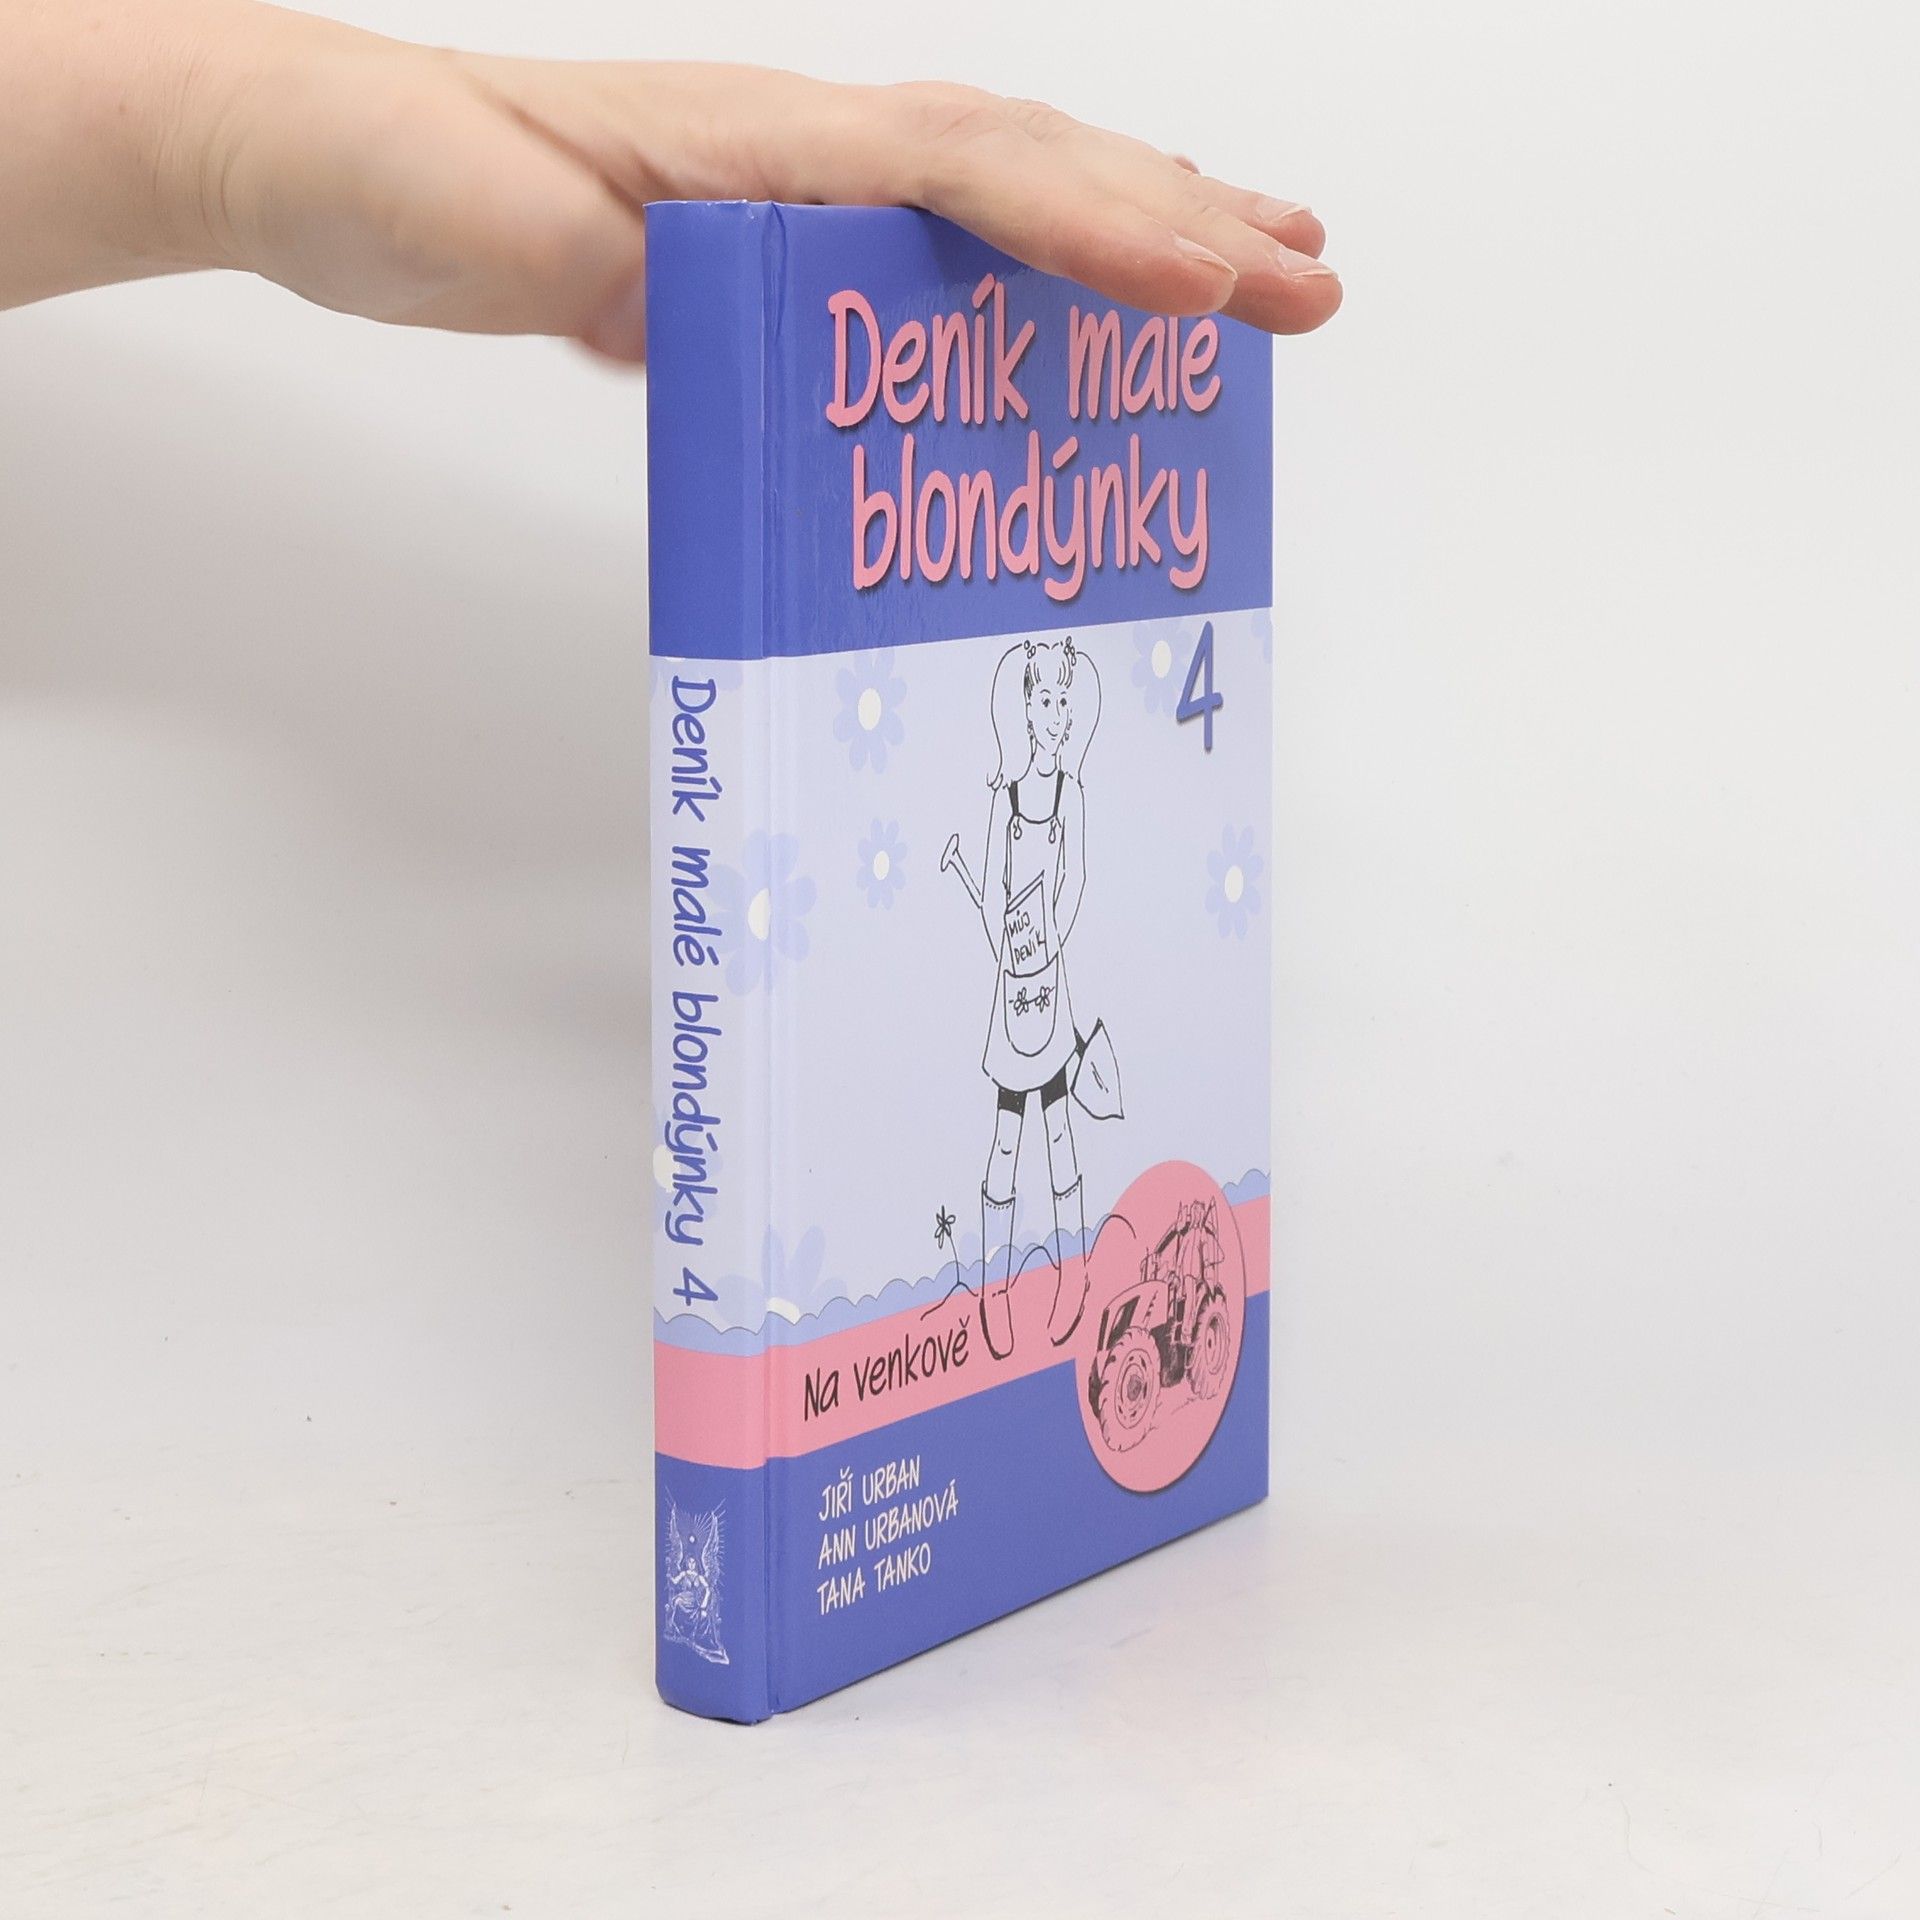 Deník malé
blondýnky
4
MŮJ
DENÍK
Na venkově
JIŘÍ URBAN
ANN URBANOVÁ
TANA TANKO
Deník malé blondýnky 4